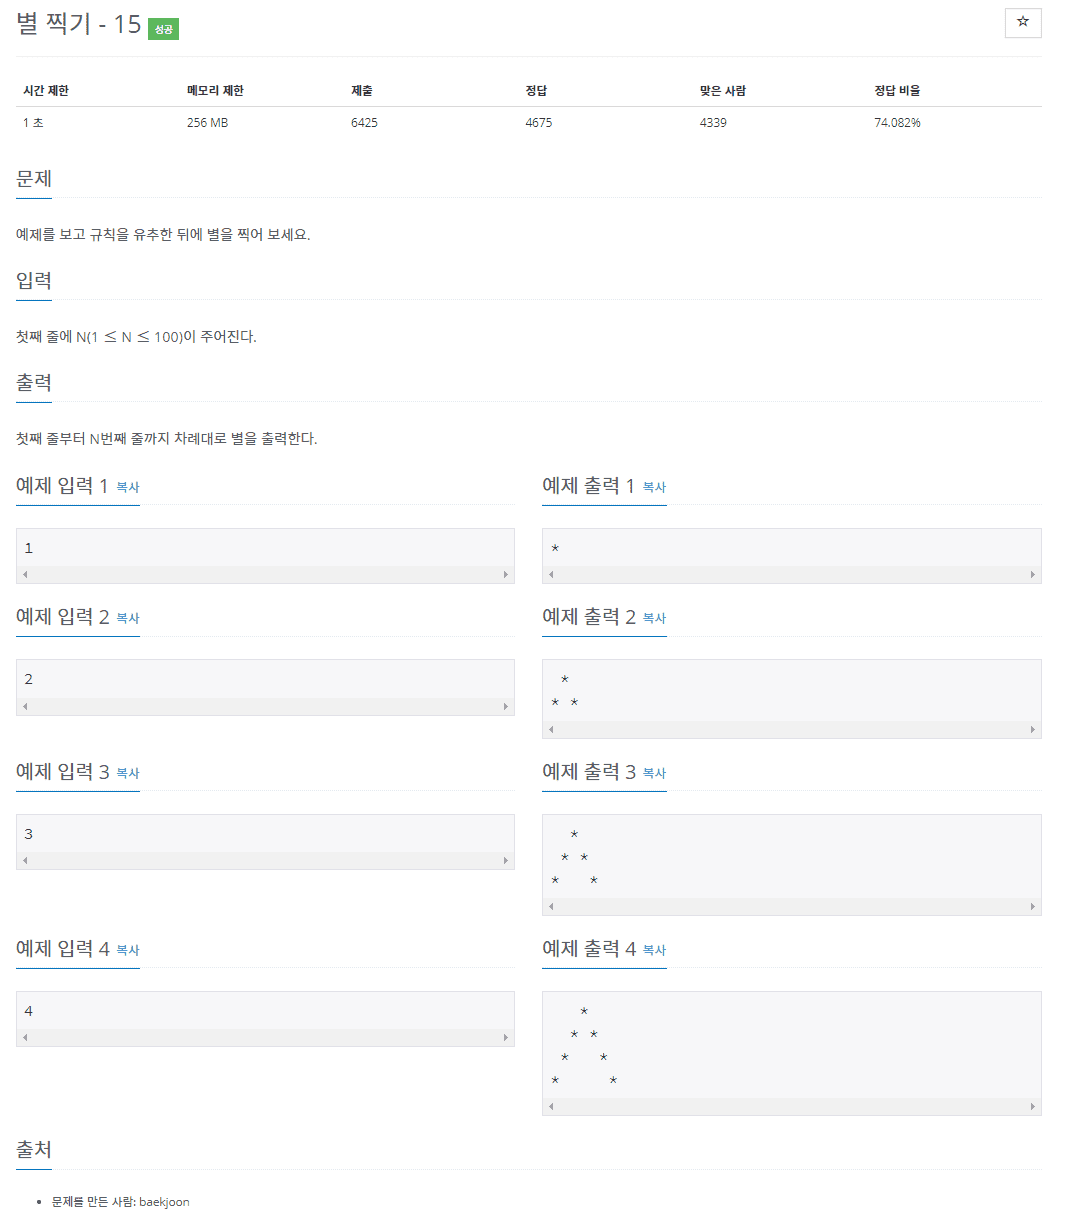 별 찍기 - 15 성공
☆
시간 제한 메모리 제한 제출 정답 맞은 사람 정답 비율
1 초 256 MB 6425 4675 4339 74.082%
문제
예제를 보고 규칙을 유추한 뒤에 별을 찍어 보세요.
입력
첫째 줄에 N(1 ≤ N ≤ 100)이 주어진다.
출력
첫째 줄부터 N번째 줄까지 차례대로 별을 출력한다.
예제 입력 1 복사
1
예제 출력 1 복사
*
예제 입력 2 복사
2
예제 출력 2 복사
 *
* *
예제 입력 3 복사
3
예제 출력 3 복사
  *
 * *
*   *
예제 입력 4 복사
4
예제 출력 4 복사
   *
  * *
 *   *
*     *
출처
• 문제를 만든 사람: baekjoon